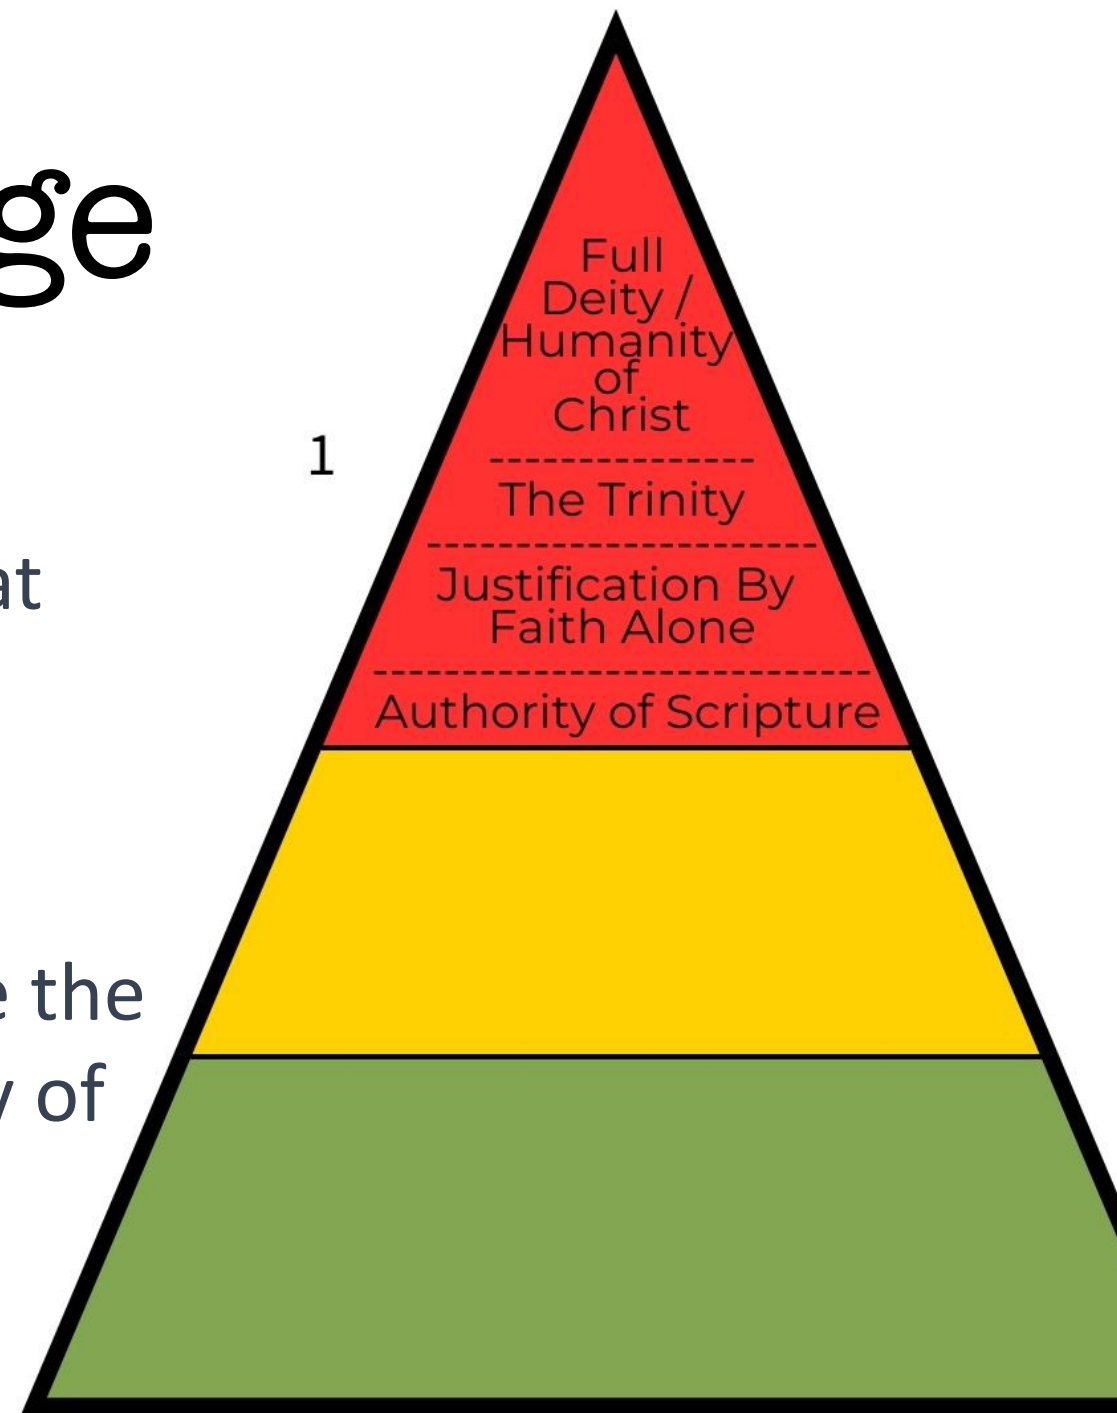 ge
at
e the
y of
1
Full
Deity /
Humanity
of
Christ
The Trinity
Justification By
Faith Alone
Authority of Scripture